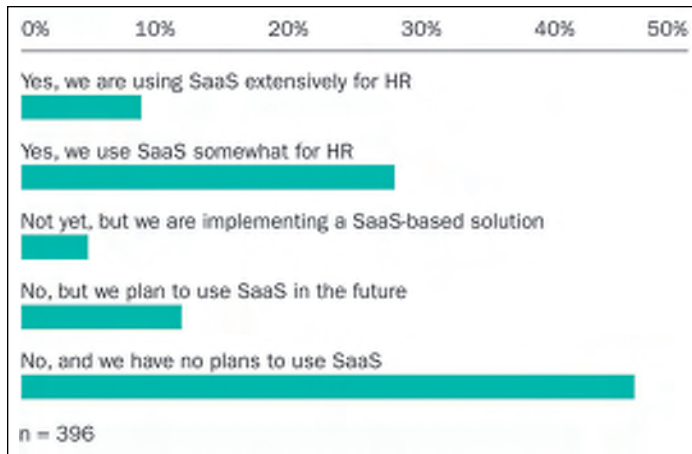 0% 10% 20% 30% 40% 50%
Yes, we are using SaaS extensively for HR
Yes, we use SaaS somewhat for HR
Not yet, but we are implementing a SaaS-based solution
No, but we plan to use SaaS in the future
No, and we have no plans to use SaaS
n = 396